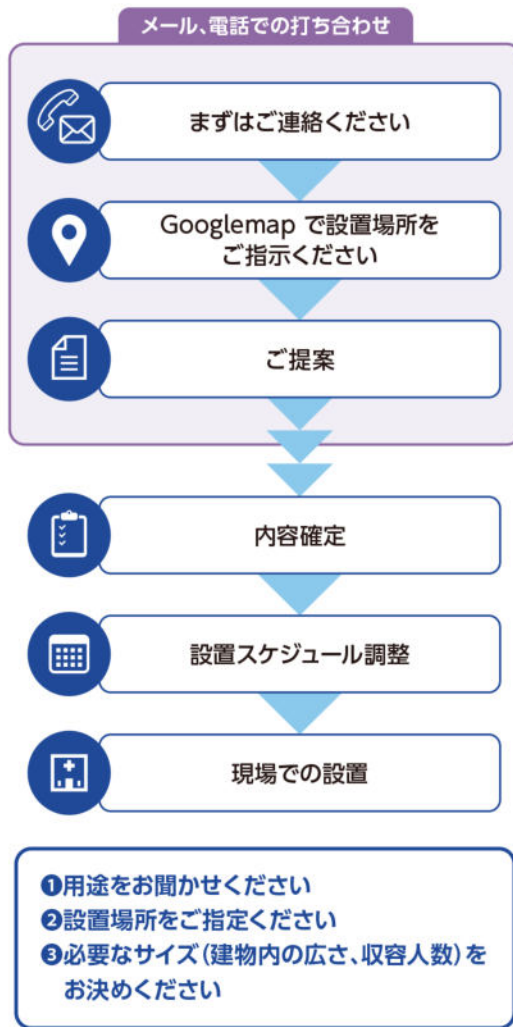 メール、電話での打ち合わせ
まずはご連絡ください
Googlemap で設置場所を
ご指示ください
ご提案
内容確定
設置スケジュール調整
現場での設置
❶用途をお聞かせください
❷設置場所をご指定ください
❸必要なサイズ（建物内の広さ、収容人数）を
お決めください